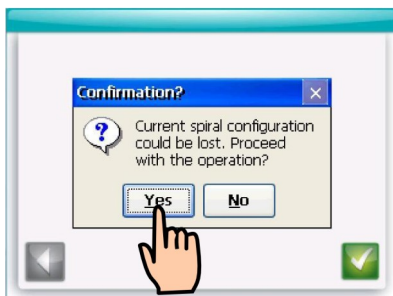 Confirmation?
Current spiral configuration
could be lost. Proceed
with the operation?
Yes
No